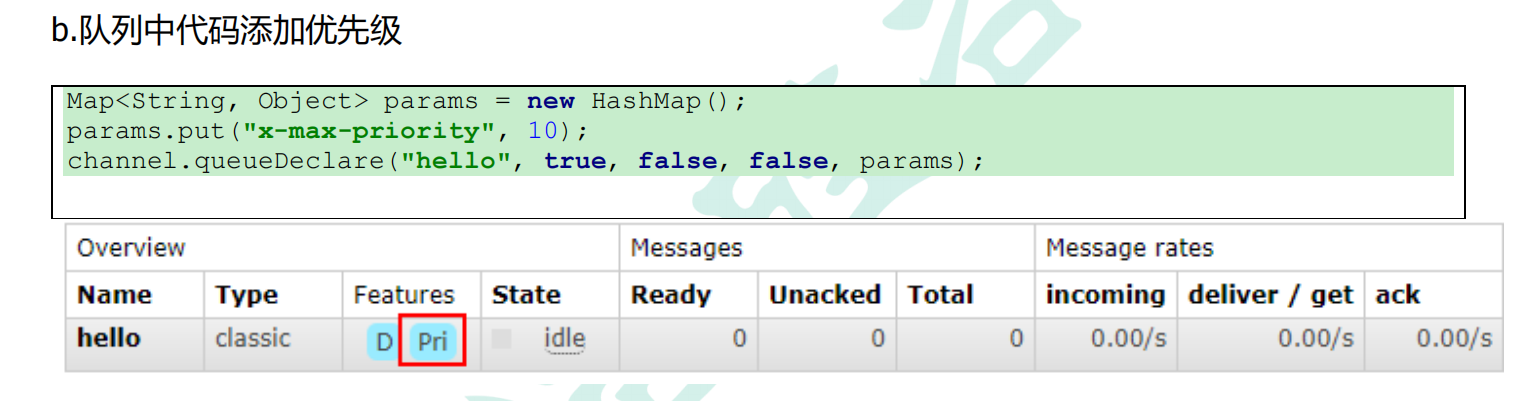 b.队列中代码添加优先级
Map<String, Object> params = new HashMap();
params.put("x-max-priority", 10);
channel.queueDeclare("hello", true, false, false, params);
Overview Messages Message rates
Name Type Features State Ready Unacked Total incoming deliver / get ack
hello classic D Pri idle 0 0 0 0.00/s 0.00/s 0.00/s